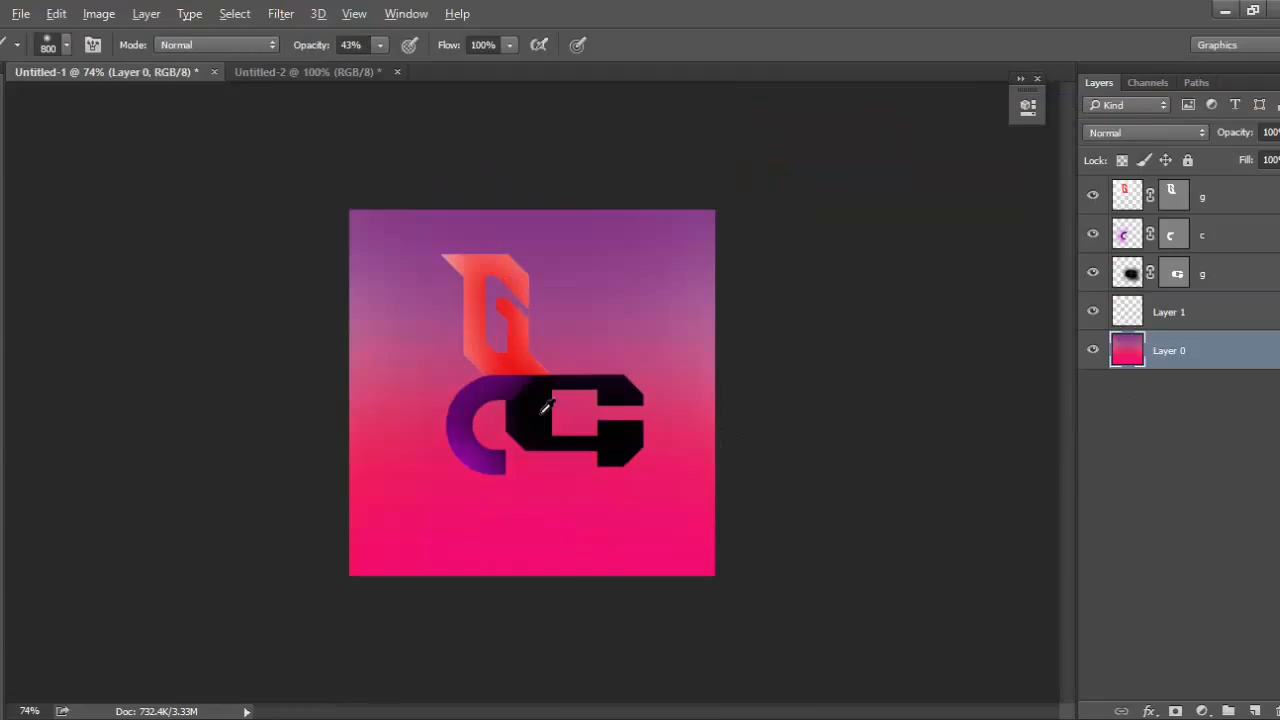 File Edit Image Layer Type Select Filter 3D View Window Help
800 Mode: Normal Opacity: 43% Flow: 100% Graphics
Untitled-1 @ 74% (Layer 0, RGB/8) * × Untitled-2 @ 100% (RGB/8) * ×
Layers Channels Paths
Kind
Normal Opacity: 100%
Lock: Fill: 100%
g
c
g
Layer 1
Layer 0
G
C G
74% Doc: 732.4K/3.33M